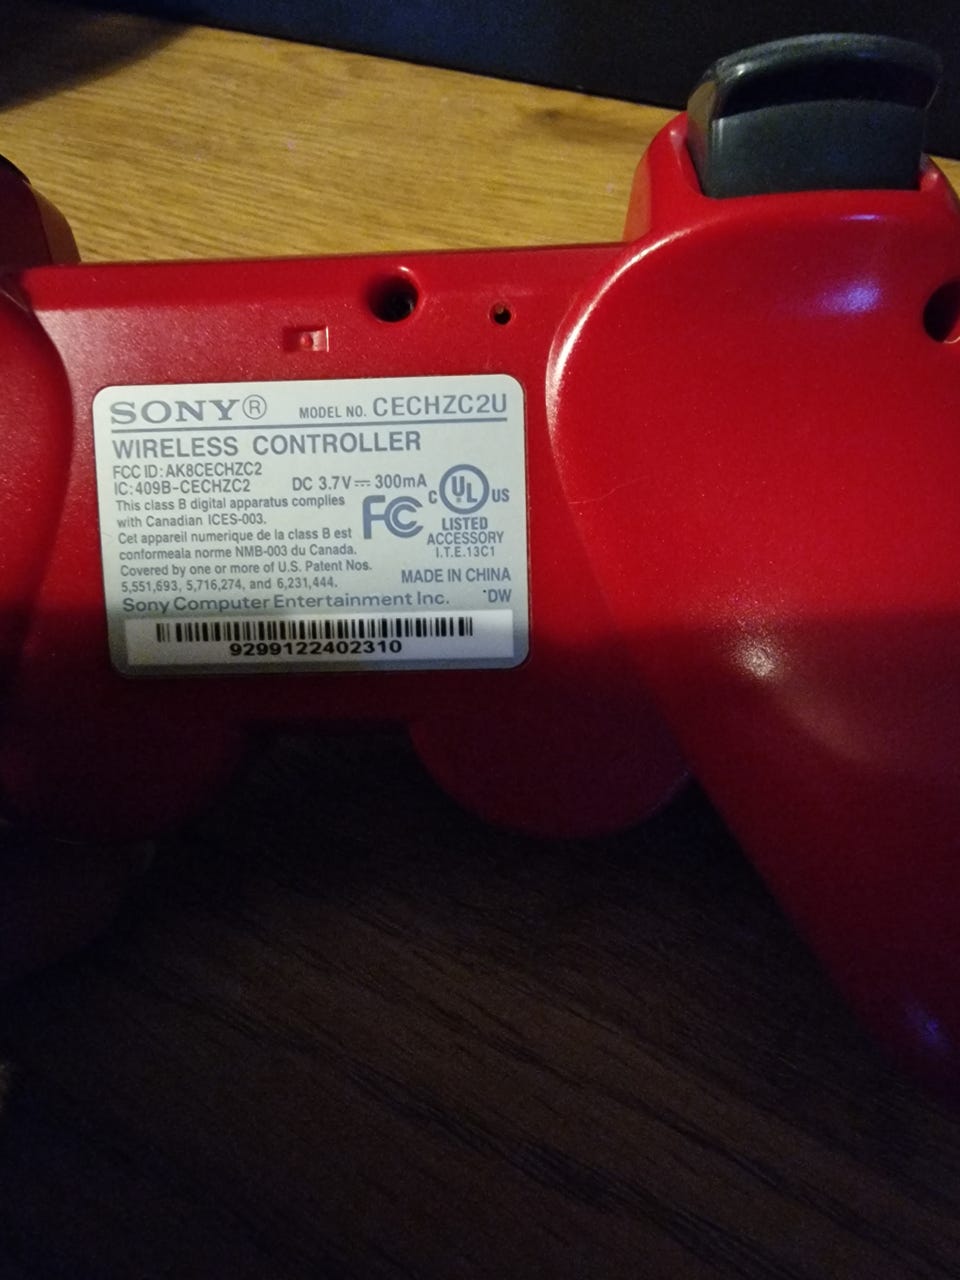 SONY® MODEL NO. CECHZC2U
WIRELESS CONTROLLER
FCC ID: AK8CECHZC2
IC: 409B-CECHZC2 DC 3.7V⎓ 300mA
This class B digital apparatus complies
with Canadian ICES-003.
Cet appareil numerique de la class B est
conformeala norme NMB-003 du Canada.
Covered by one or more of U.S. Patent Nos.
5,551,693, 5,716,274, and 6,231,444.
FC
C UL US
LISTED
ACCESSORY
I.T.E.13C1
MADE IN CHINA
Sony Computer Entertainment Inc. DW
9299122402310